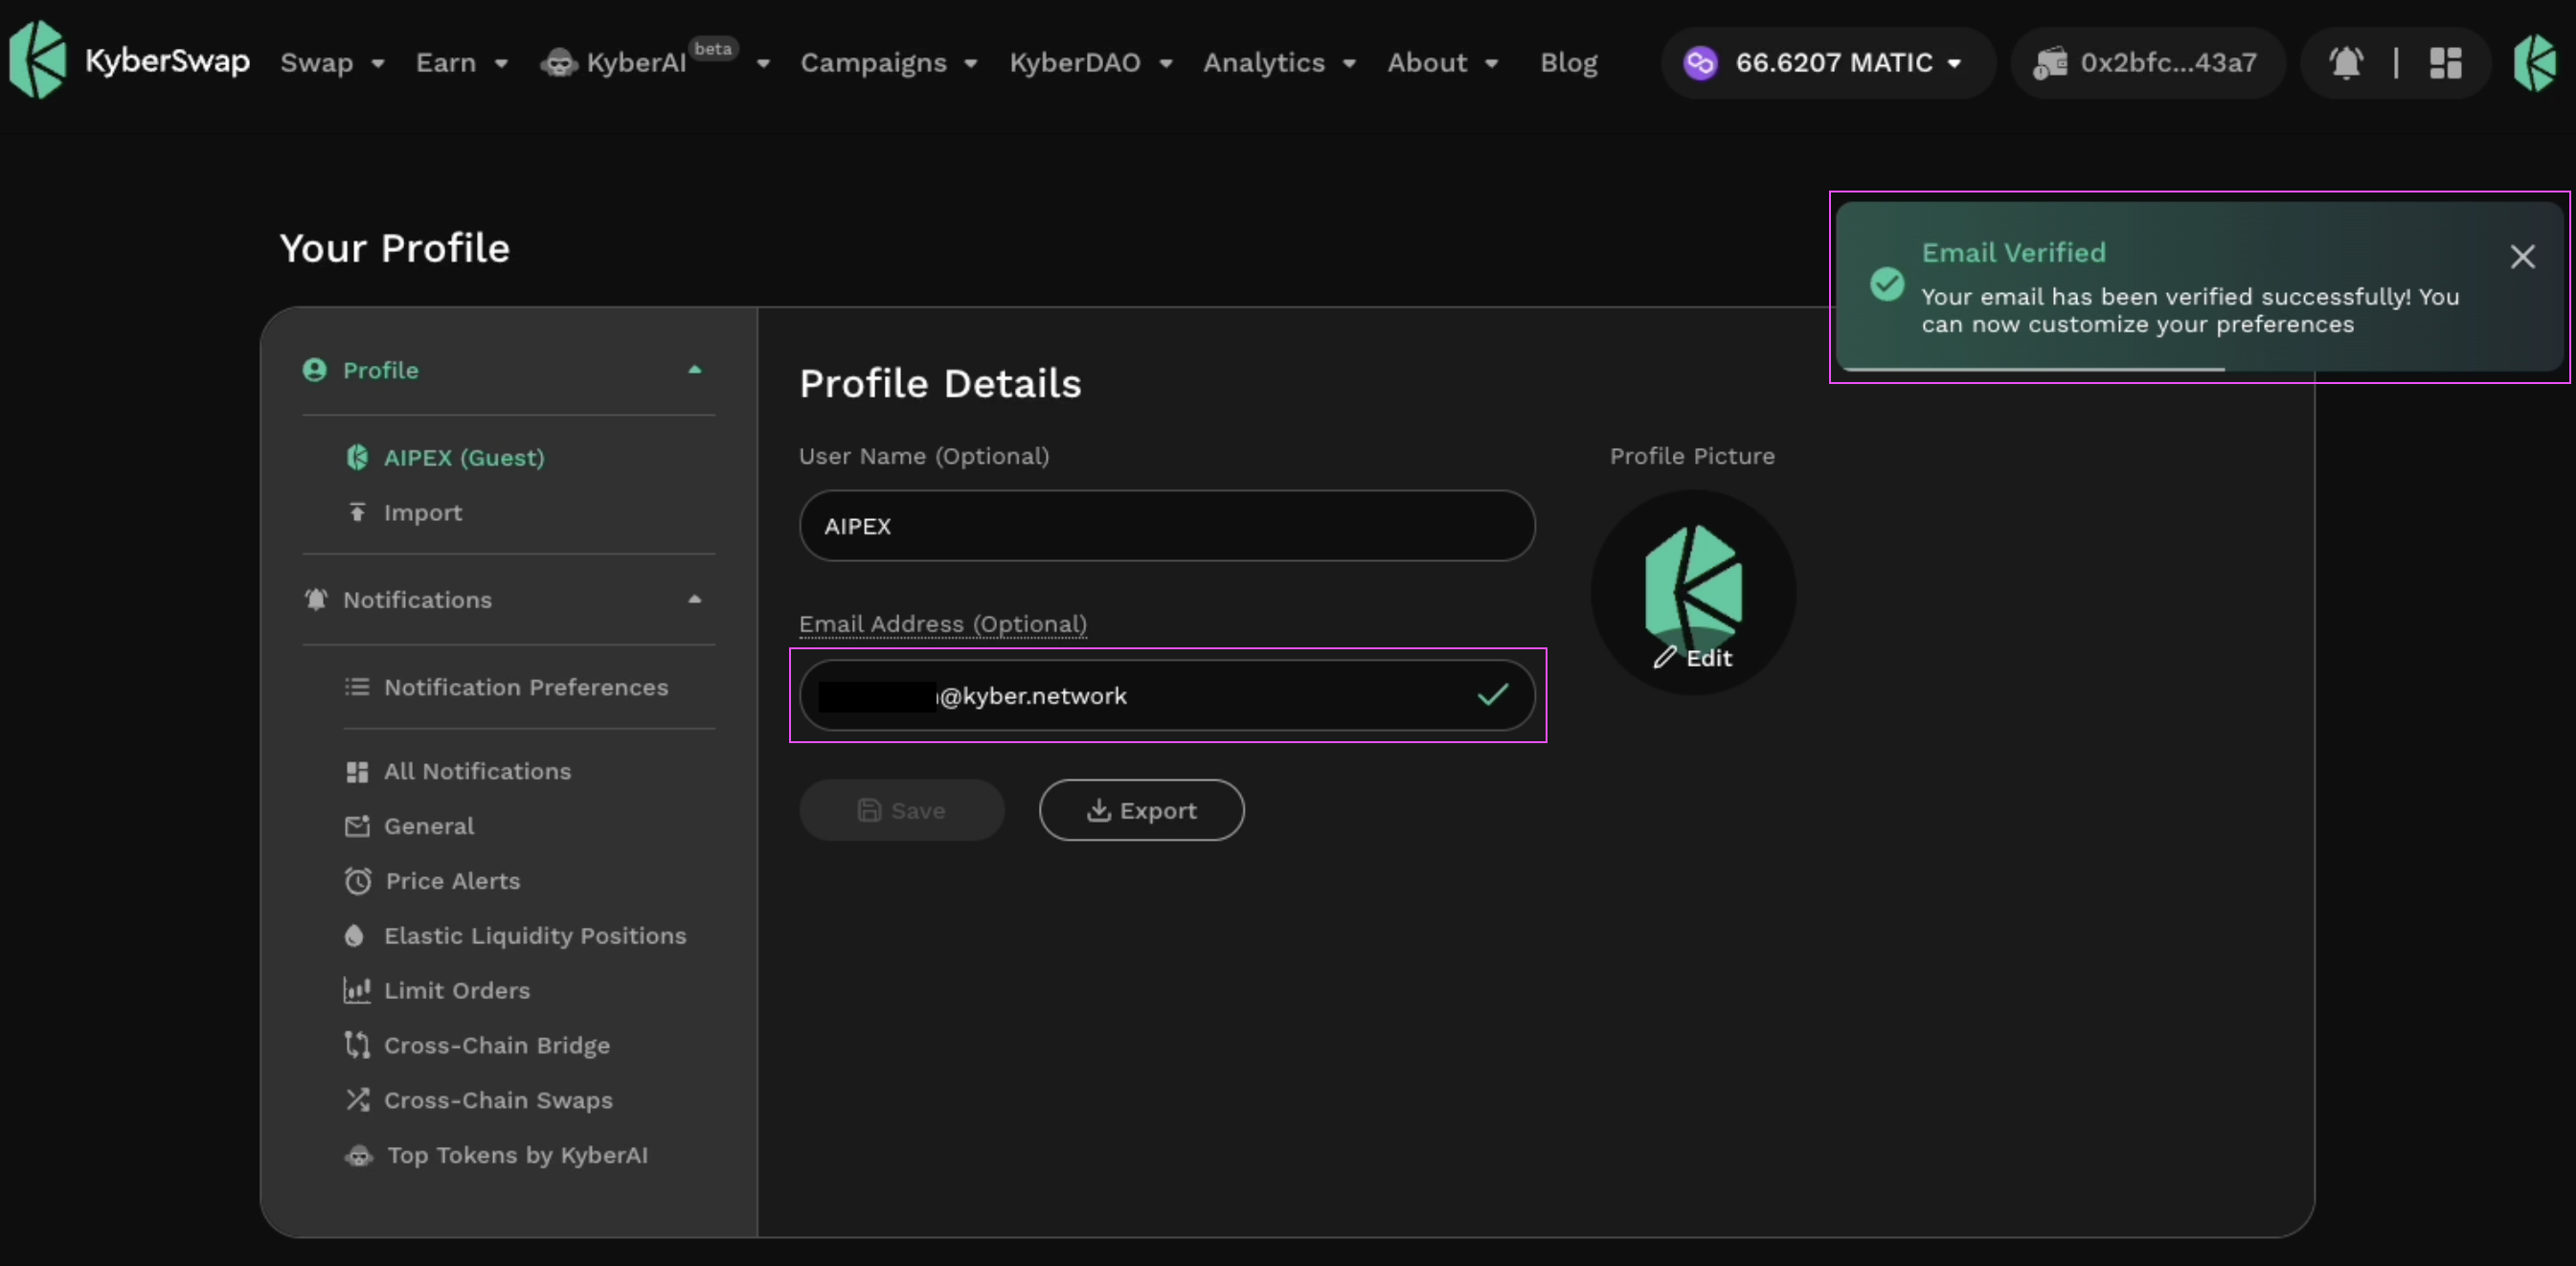 KyberSwap Swap Earn KyberAI beta Campaigns KyberDAO Analytics About Blog 66.6207 MATIC 0x2bfc...43a7
Your Profile
Email Verified
Your email has been verified successfully! You
can now customize your preferences
Profile
AIPEX (Guest)
Import
Notifications
Notification Preferences
All Notifications
General
Price Alerts
Elastic Liquidity Positions
Limit Orders
Cross-Chain Bridge
Cross-Chain Swaps
Top Tokens by KyberAI
Profile Details
User Name (Optional)
AIPEX
Email Address (Optional)
@kyber.network
Save Export
Profile Picture
Edit